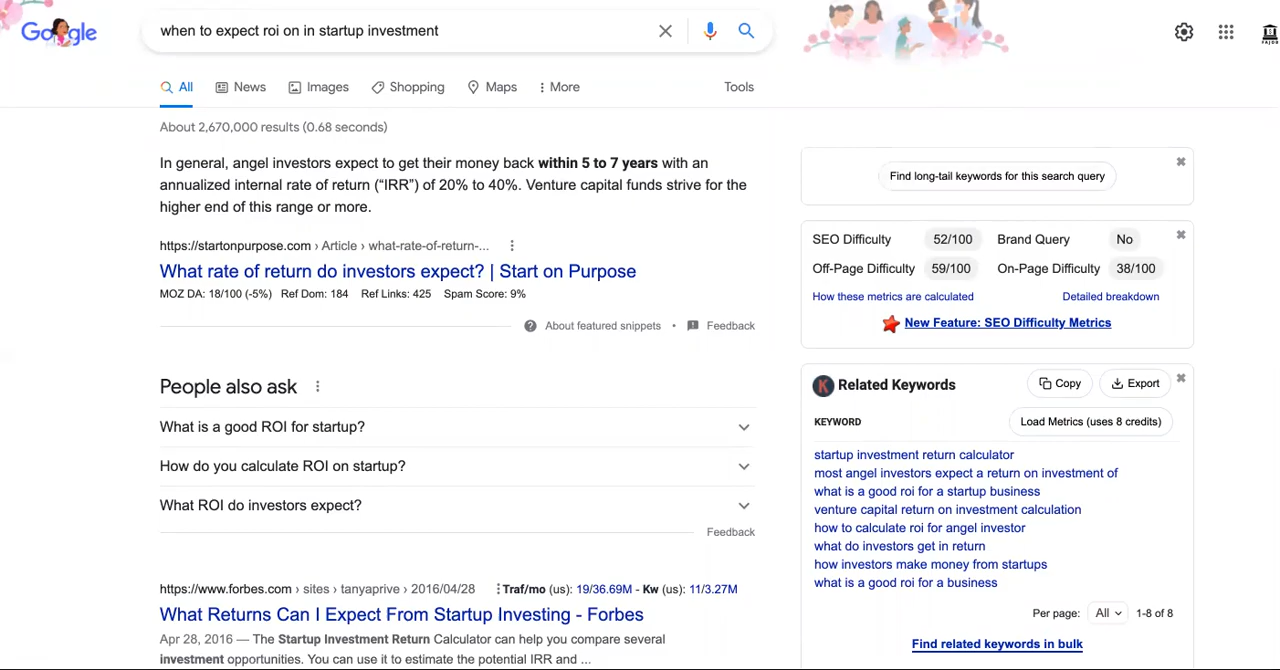 Google
when to expect roi on in startup investment
All
News
Images
Shopping
Maps
More
Tools
About 2,670,000 results (0.68 seconds)
In general, angel investors expect to get their money back within 5 to 7 years with an
annualized internal rate of return (“IRR”) of 20% to 40%. Venture capital funds strive for the
higher end of this range or more.
https://startonpurpose.com › Article › what-rate-of-return-...
What rate of return do investors expect? | Start on Purpose
MOZ DA: 18/100 (-5%) Ref Dom: 184 Ref Links: 425 Spam Score: 9%
About featured snippets • Feedback
People also ask
What is a good ROI for startup?
How do you calculate ROI on startup?
What ROI do investors expect?
Feedback
https://www.forbes.com › sites › tanyaprive › 2016/04/28
Traf/mo (us): 19/36.69M - Kw (us): 11/3.27M
What Returns Can I Expect From Startup Investing - Forbes
Apr 28, 2016 — The Startup Investment Return Calculator can help you compare several
investment opportunities. You can use it to estimate the potential IRR and ...
Find long-tail keywords for this search query
SEO Difficulty 52/100 Brand Query No
Off-Page Difficulty 59/100 On-Page Difficulty 38/100
How these metrics are calculated
Detailed breakdown
New Feature: SEO Difficulty Metrics
K Related Keywords
Copy
Export
KEYWORD
Load Metrics (uses 8 credits)
startup investment return calculator
most angel investors expect a return on investment of
what is a good roi for a startup business
venture capital return on investment calculation
how to calculate roi for angel investor
what do investors get in return
how investors make money from startups
what is a good roi for a business
Per page: All 1-8 of 8
Find related keywords in bulk